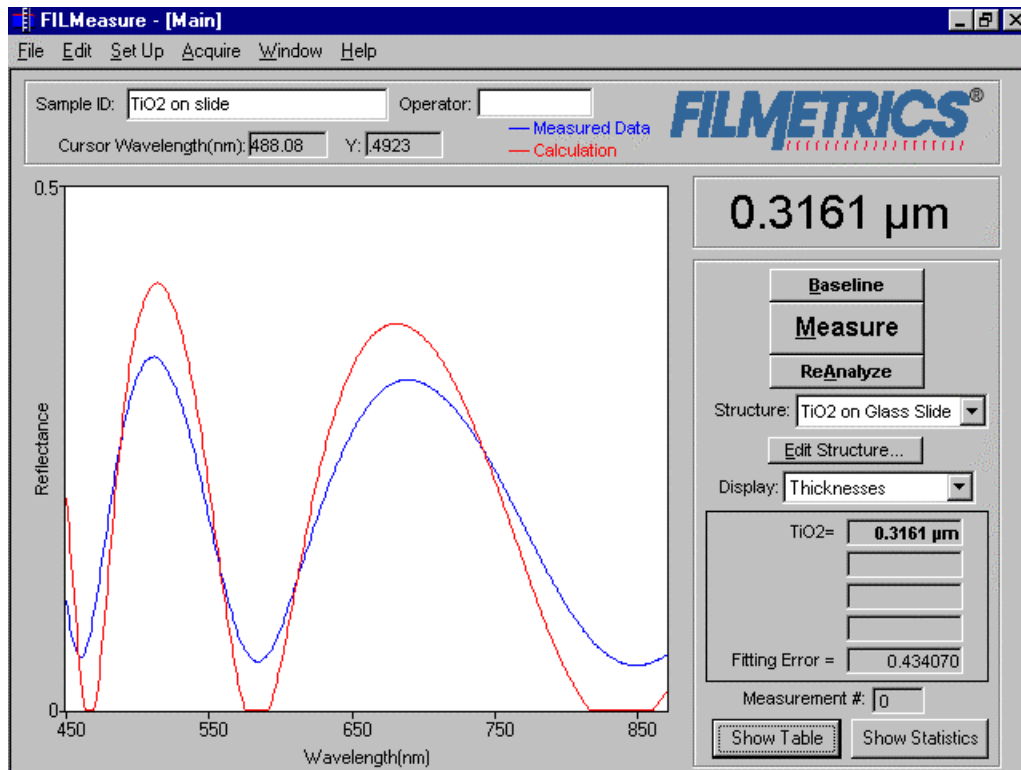 FILMeasure - [Main]
File Edit Set Up Acquire Window Help
Sample ID: TiO2 on slide Operator:
Cursor Wavelength(nm): 488.08 Y: .4923
Measured Data
Calculation
FILMETRICS®
0.5
0
Reflectance
450 550 650 750 850
Wavelength(nm)
0.3161 µm
Baseline
Measure
ReAnalyze
Structure: TiO2 on Glass Slide
Edit Structure...
Display: Thicknesses
TiO2= 0.3161 µm
Fitting Error = 0.434070
Measurement #: 0
Show Table Show Statistics